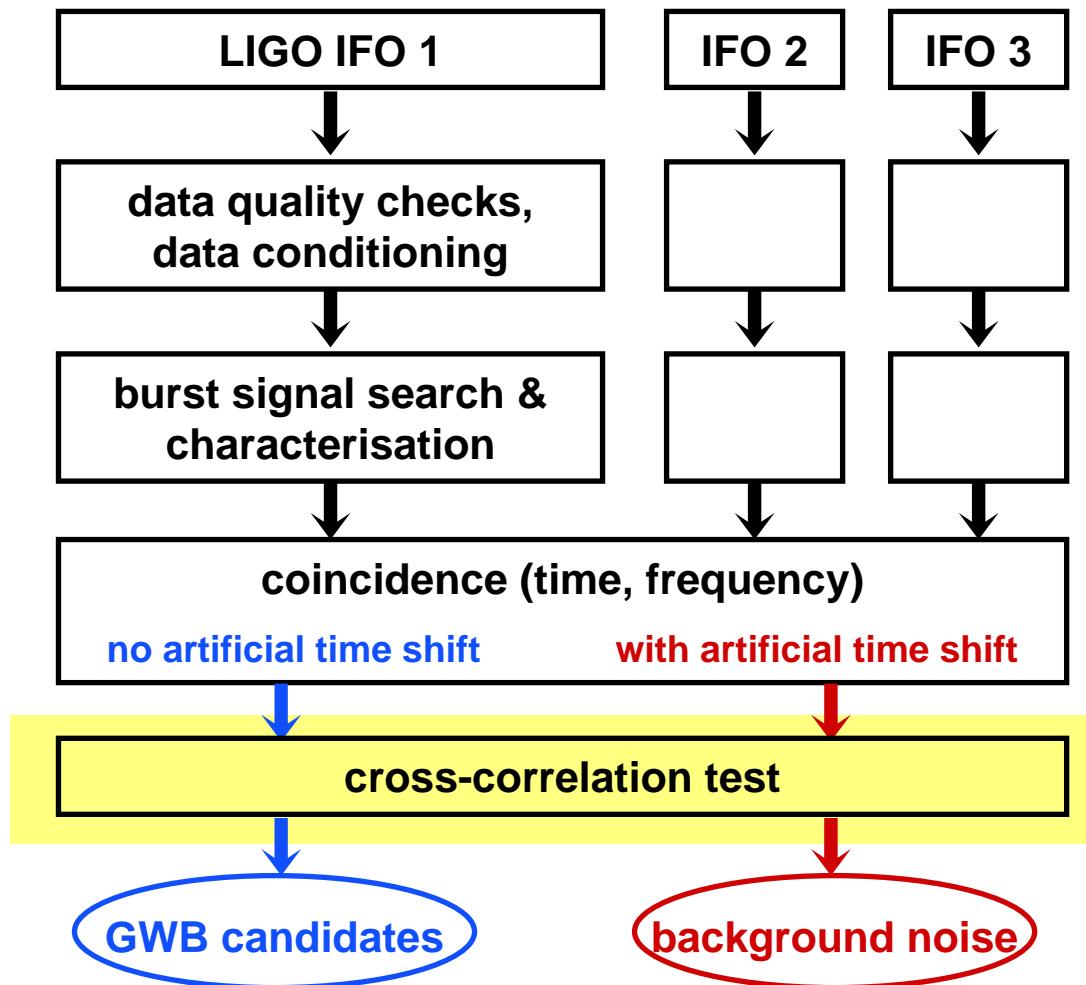 LIGO IFO 1
IFO 2
IFO 3
data quality checks,
data conditioning
burst signal search &
characterisation
coincidence (time, frequency)
no artificial time shift
with artificial time shift
cross-correlation test
GWB candidates
background noise